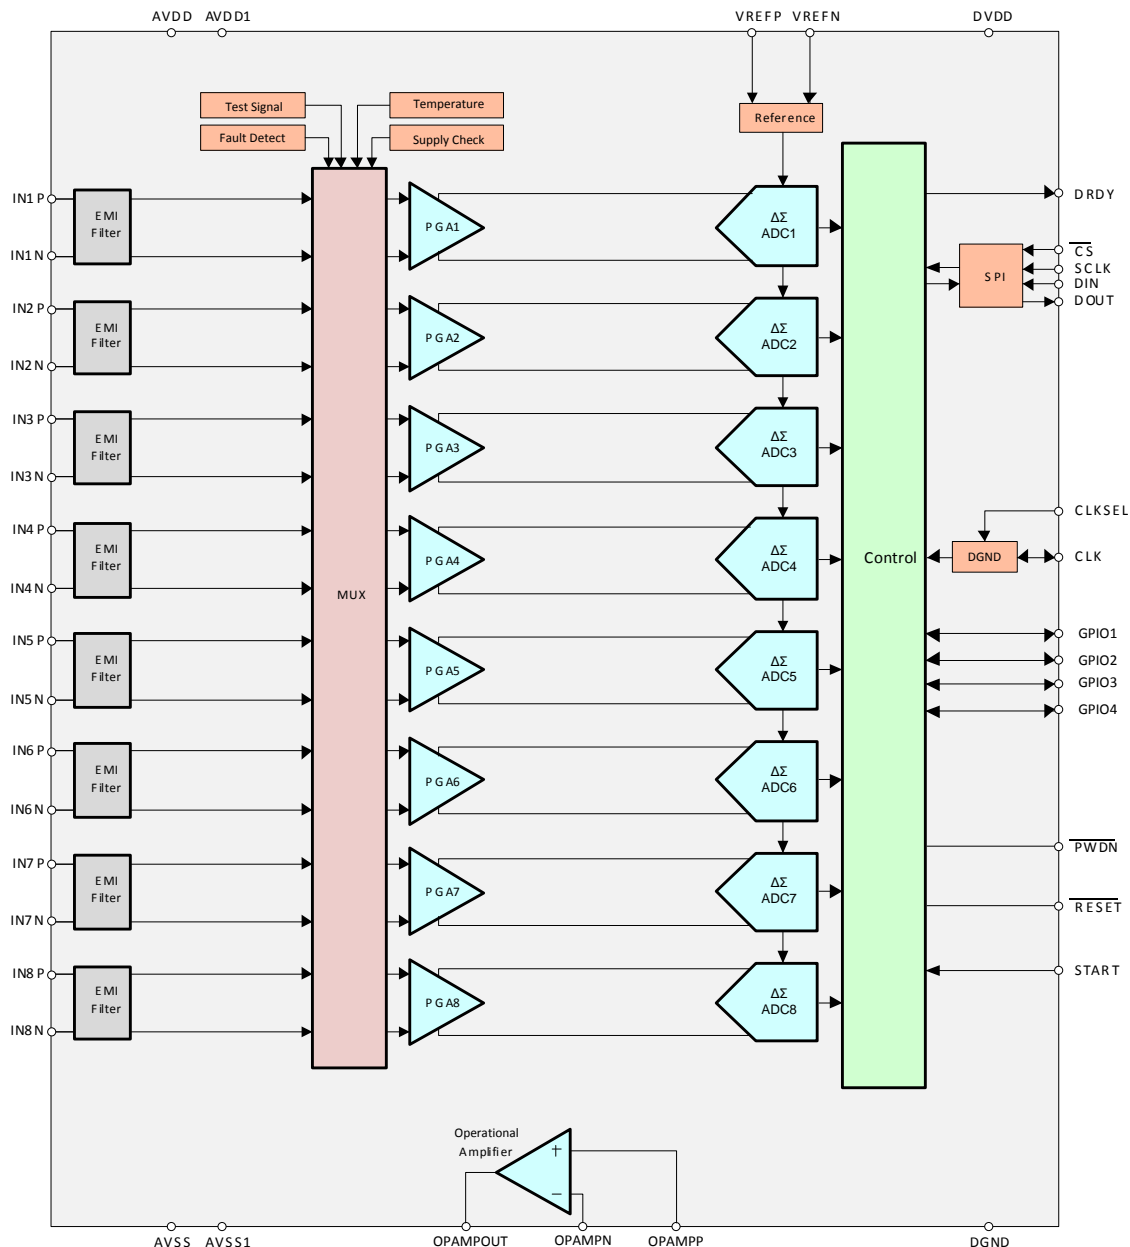 AVDD AVDD1 VREFP VREFN DVDD
Test Signal
Temperature
Fault Detect
Supply Check
Reference
IN1P
EMI
Filter
PGA1
ΔΣ
ADC1
DRDY
IN1N
CS
SCLK
SPI
DIN
DOUT
IN2P
EMI
Filter
PGA2
ΔΣ
ADC2
IN2N
IN3P
EMI
Filter
PGA3
ΔΣ
ADC3
IN3N
CLKSEL
IN4P
EMI
Filter
PGA4
ΔΣ
ADC4
Control
DGND
CLK
IN4N
MUX
IN5P
EMI
Filter
PGA5
ΔΣ
ADC5
IN5N
GPIO1
GPIO2
GPIO3
GPIO4
IN6P
EMI
Filter
PGA6
ΔΣ
ADC6
IN6N
PWDN
IN7P
EMI
Filter
PGA7
ΔΣ
ADC7
IN7N
RESET
IN8P
EMI
Filter
PGA8
ΔΣ
ADC8
START
IN8N
Operational
Amplifier
+
−
AVSS AVSS1 OPAMPOUT OPAMPN OPAMPP DGND